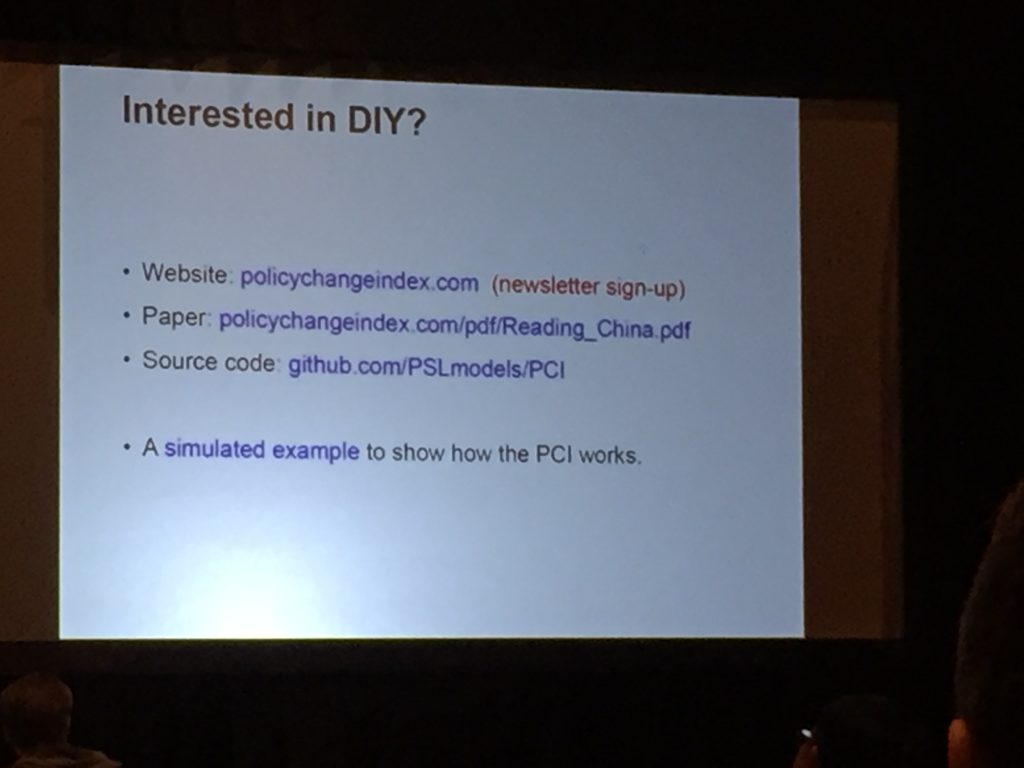 Interested in DIY?
• Website: policychangeindex.com (newsletter sign-up)
• Paper: policychangeindex.com/pdf/Reading_China.pdf
• Source code: github.com/PSLmodels/PCI
• A simulated example to show how the PCI works.